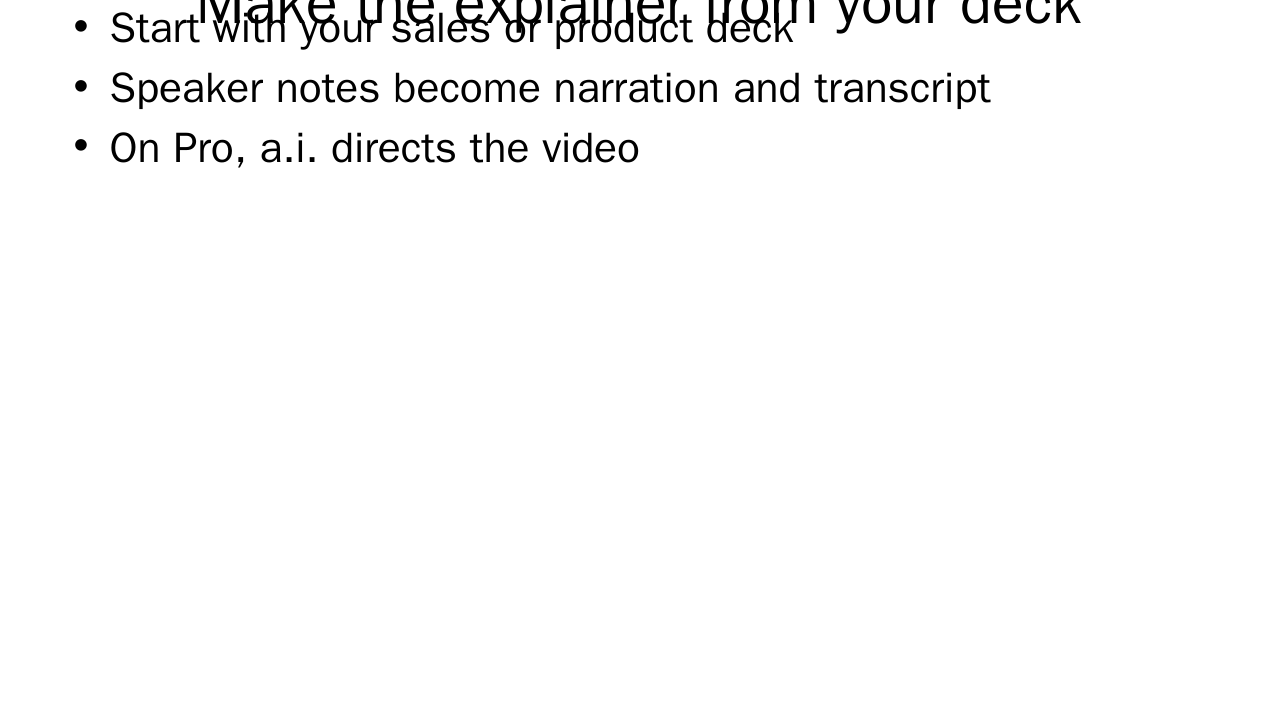 Make the explainer from your deck
• Start with your sales or product deck
• Speaker notes become narration and transcript
• On Pro, a.i. directs the video